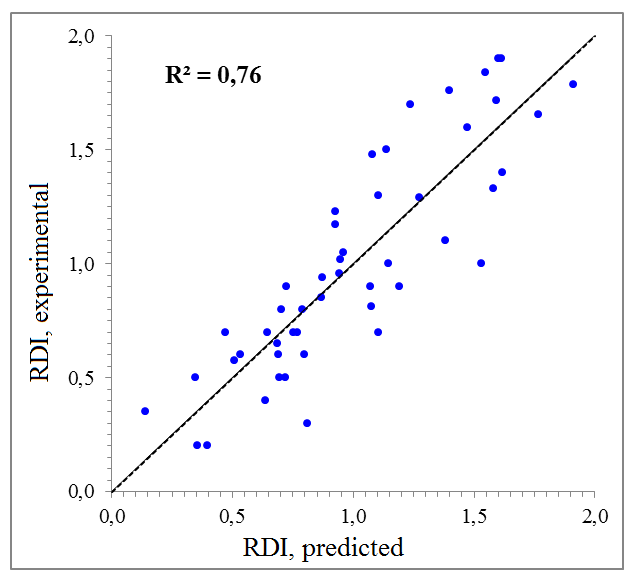 2,0
R² = 0,76
1,5
RDI, experimental
1,0
0,5
0,0
0,0 0,5 1,0 1,5 2,0
RDI, predicted